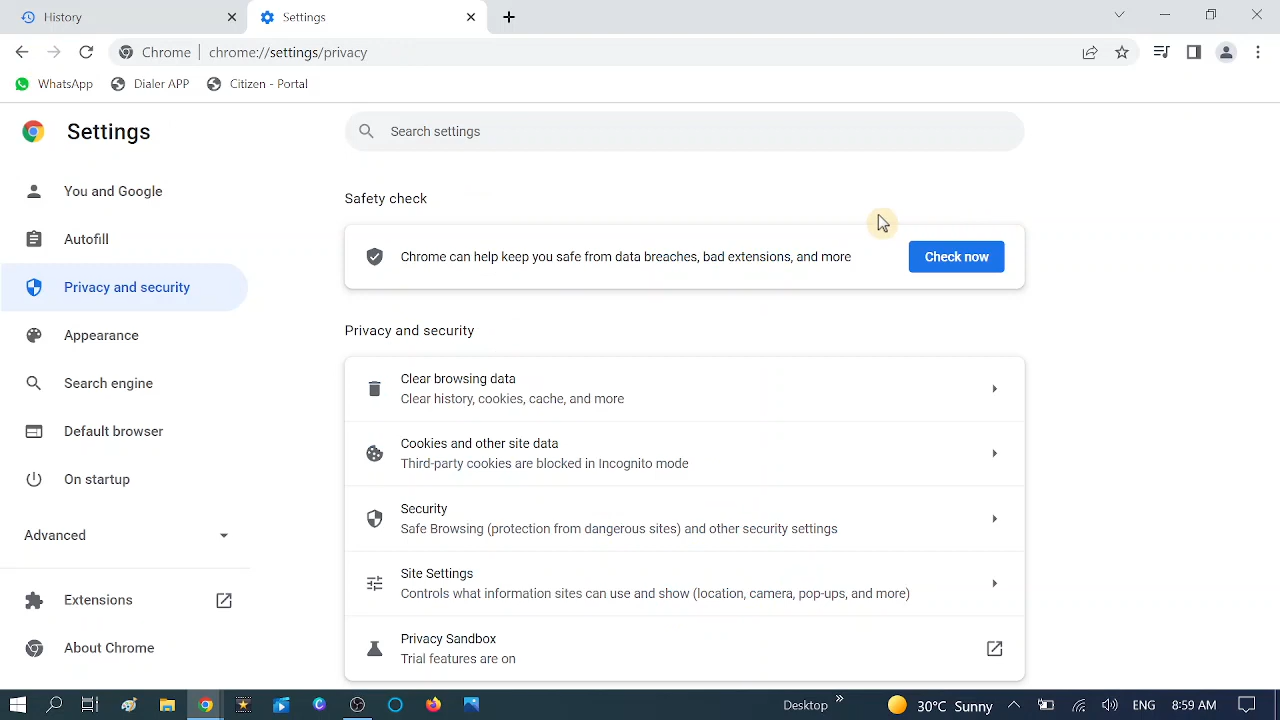 History
Settings
Chrome | chrome://settings/privacy
WhatsApp Dialer APP Citizen - Portal
Settings
Search settings
You and Google
Autofill
Privacy and security
Appearance
Search engine
Default browser
On startup
Advanced
Extensions
About Chrome
Safety check
Chrome can help keep you safe from data breaches, bad extensions, and more
Check now
Privacy and security
Clear browsing data
Clear history, cookies, cache, and more
Cookies and other site data
Third-party cookies are blocked in Incognito mode
Security
Safe Browsing (protection from dangerous sites) and other security settings
Site Settings
Controls what information sites can use and show (location, camera, pop-ups, and more)
Privacy Sandbox
Trial features are on
Desktop » 30°C Sunny ENG 8:59 AM